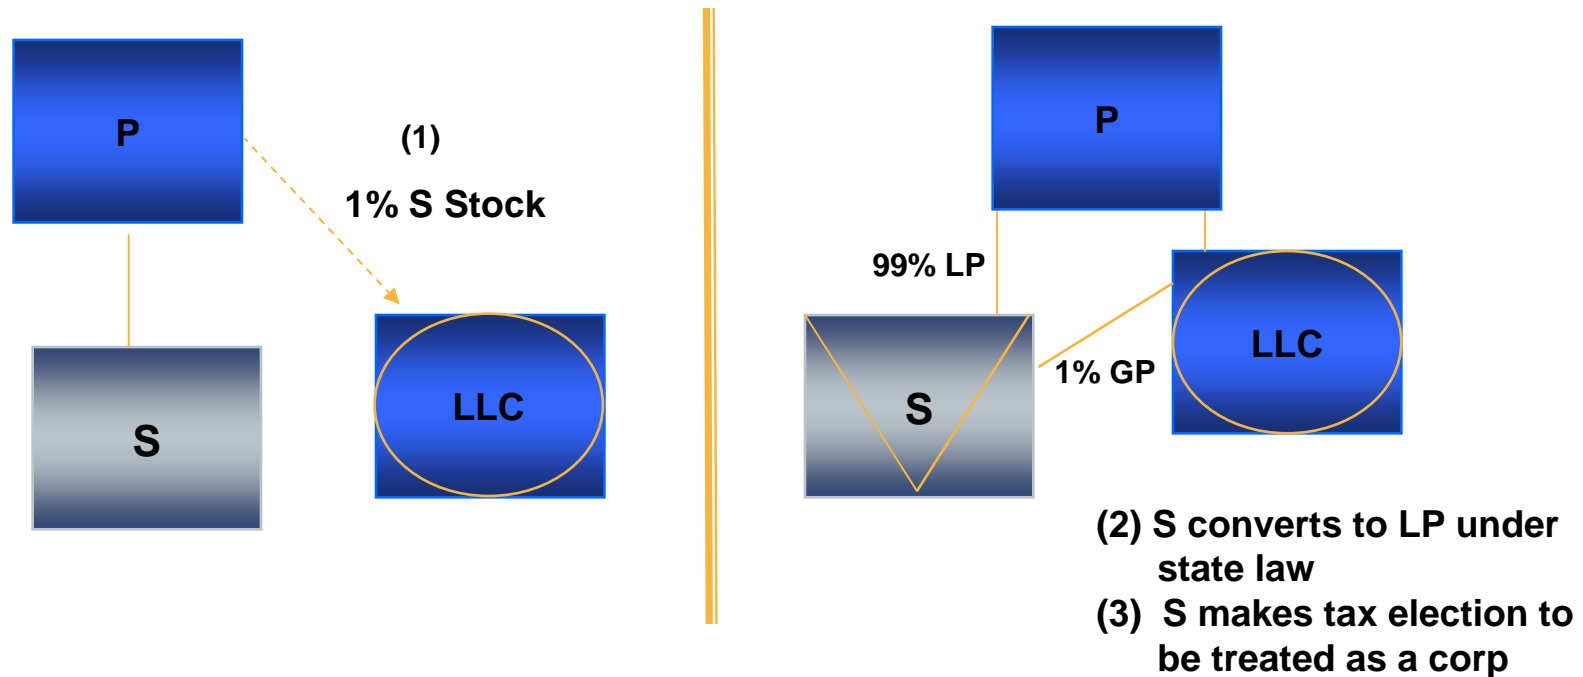 P
(1)
1% S Stock
LLC
S
P
99% LP
LLC
1% GP
S
(2) S converts to LP under
state law
(3) S makes tax election to
be treated as a corp